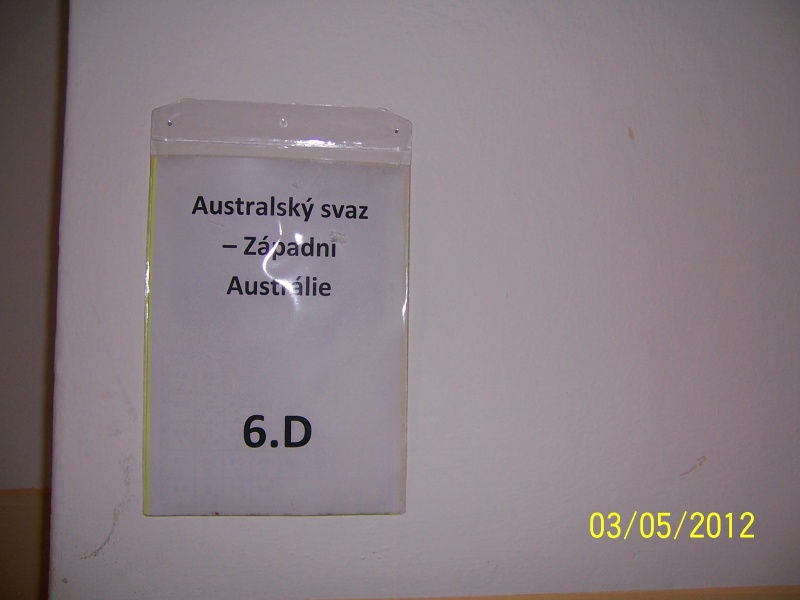 Australský svaz
– Západní
Austrálie
6.D
03/05/2012